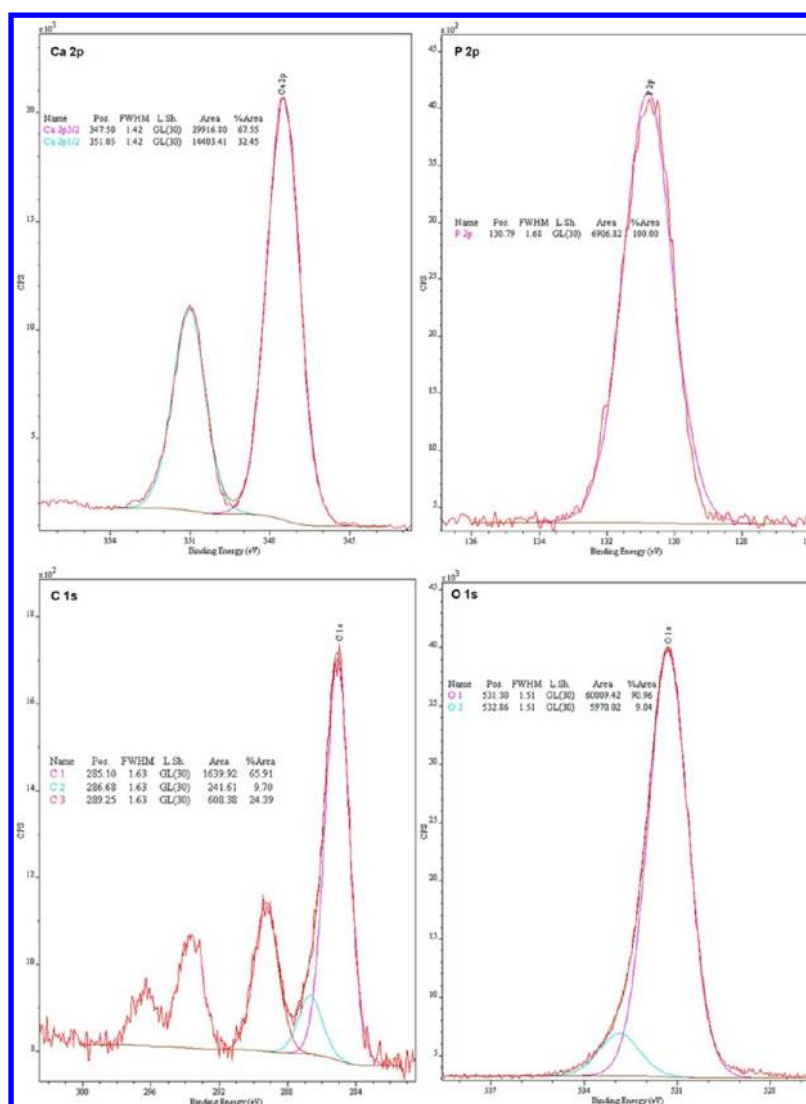 Ca 2p
x10³
Ca 2p
20
Name Pos. FWHM L.Sh. Area %Area
Ca 2p3/2 347.50 1.42 GL(30) 29916.80 67.55
Ca 2p1/2 351.05 1.42 GL(30) 14403.41 32.45
15
CPS
10
5
354 351 348 345
Binding Energy (eV)
P 2p
x10²
45
P 2p
40
35
30
Name Pos. FWHM L.Sh. Area %Area
P 2p 130.79 1.68 GL(30) 6906.82 100.00
CPS
25
20
15
10
5
136 134 132 130 128
Binding Energy (eV)
C 1s
x10²
18
C 1s
16
Name Pos. FWHM L.Sh. Area %Area
C 1 285.10 1.63 GL(30) 1639.92 65.91
C 2 286.68 1.63 GL(30) 241.61 9.70
C 3 289.25 1.63 GL(30) 608.38 24.39
14
CPS
12
10
8
300 296 292 288 284
Binding Energy (eV)
O 1s
x10³
45
O 1s
40
Name Pos. FWHM L.Sh. Area %Area
O 1 531.30 1.51 GL(30) 60089.42 90.96
O 2 532.86 1.51 GL(30) 5970.02 9.04
35
30
CPS
25
20
15
10
5
537 534 531 528
Binding Energy (eV)